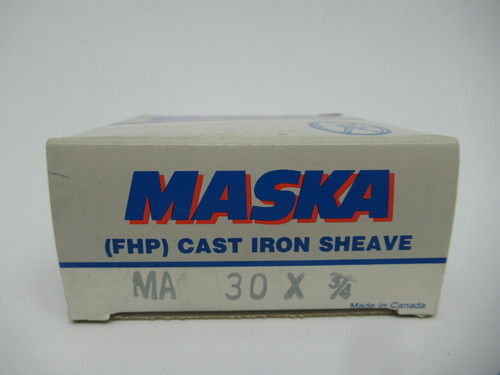 MASKA
(FHP) CAST IRON SHEAVE
MA 30 X 3/4
Made in Canada